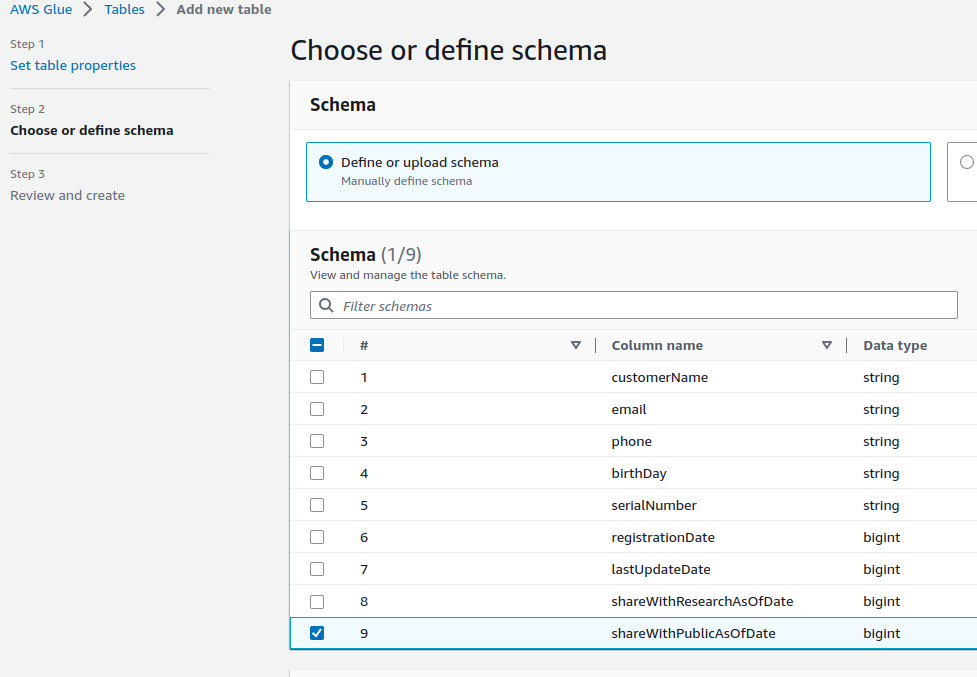 AWS Glue > Tables > Add new table
Step 1
Set table properties
Step 2
Choose or define schema
Step 3
Review and create
Choose or define schema
Schema
Define or upload schema
Manually define schema
Schema (1/9)
View and manage the table schema.
Filter schemas
# Column name Data type
1 customerName string
2 email string
3 phone string
4 birthDay string
5 serialNumber string
6 registrationDate bigint
7 lastUpdateDate bigint
8 shareWithResearchAsOfDate bigint
9 shareWithPublicAsOfDate bigint